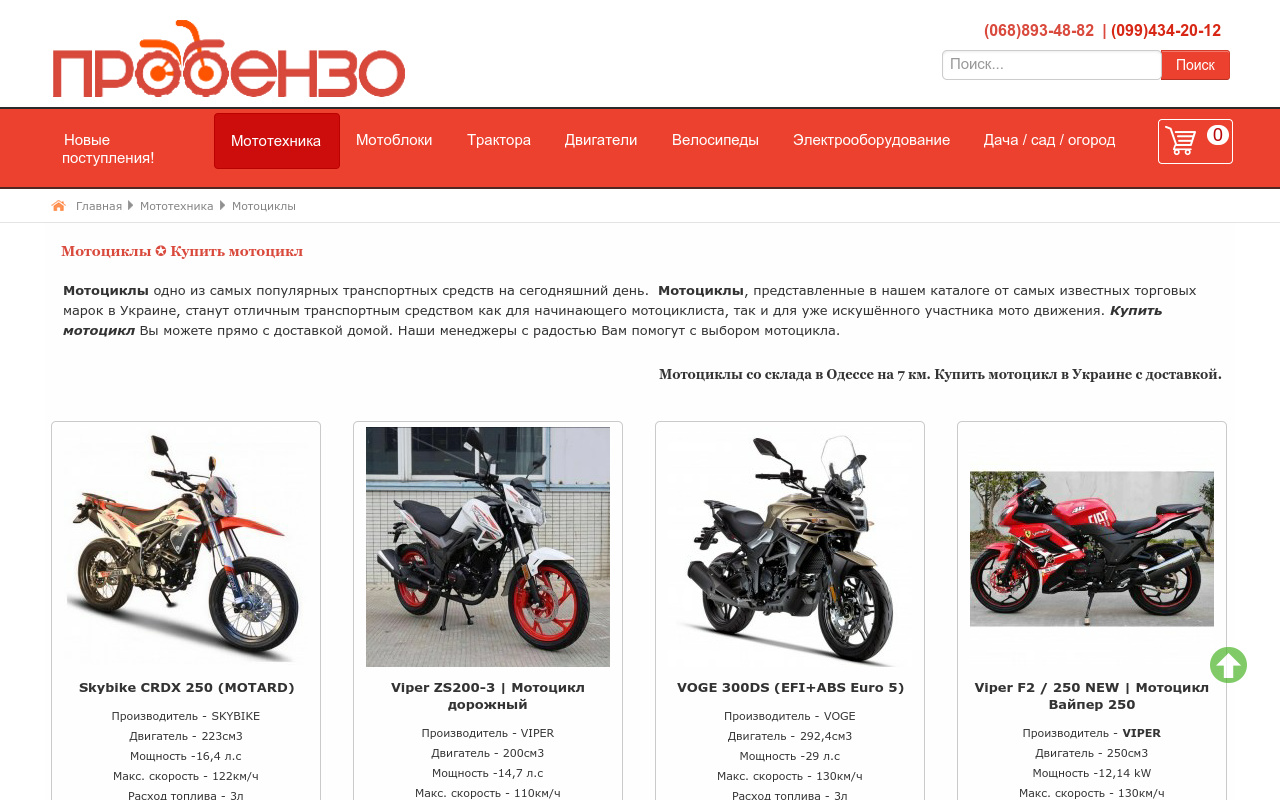 ПРОБЕНЗО
(068)893-48-82 | (099)434-20-12
Поиск...
Поиск
Новые поступления!
Мототехника
Мотоблоки
Трактора
Двигатели
Велосипеды
Электрооборудование
Дача / сад / огород
0
Главная
Мототехника
Мотоциклы
Мотоциклы ✪ Купить мотоцикл
Мотоциклы одно из самых популярных транспортных средств на сегодняшний день. Мотоциклы, представленные в нашем каталоге от самых известных торговых
марок в Украине, станут отличным транспортным средством как для начинающего мотоциклиста, так и для уже искушённого участника мото движения. Купить
мотоцикл Вы можете прямо с доставкой домой. Наши менеджеры с радостью Вам помогут с выбором мотоцикла.
Мотоциклы со склада в Одессе на 7 км. Купить мотоцикл в Украине с доставкой.
Skybike CRDX 250 (MOTARD)
Производитель - SKYBIKE
Двигатель - 223см3
Мощность -16,4 л.с
Макс. скорость - 122км/ч
Расход топлива - 3л
Viper ZS200-3 | Мотоцикл
дорожный
Производитель - VIPER
Двигатель - 200см3
Мощность -14,7 л.с
Макс. скорость - 110км/ч
VOGE 300DS (EFI+ABS Euro 5)
Производитель - VOGE
Двигатель - 292,4см3
Мощность -29 л.с
Макс. скорость - 130км/ч
Расход топлива - 3л
FIAT
Viper F2 / 250 NEW | Мотоцикл
Вайпер 250
Производитель - VIPER
Двигатель - 250см3
Мощность -12,14 kW
Макс. скорость - 130км/ч